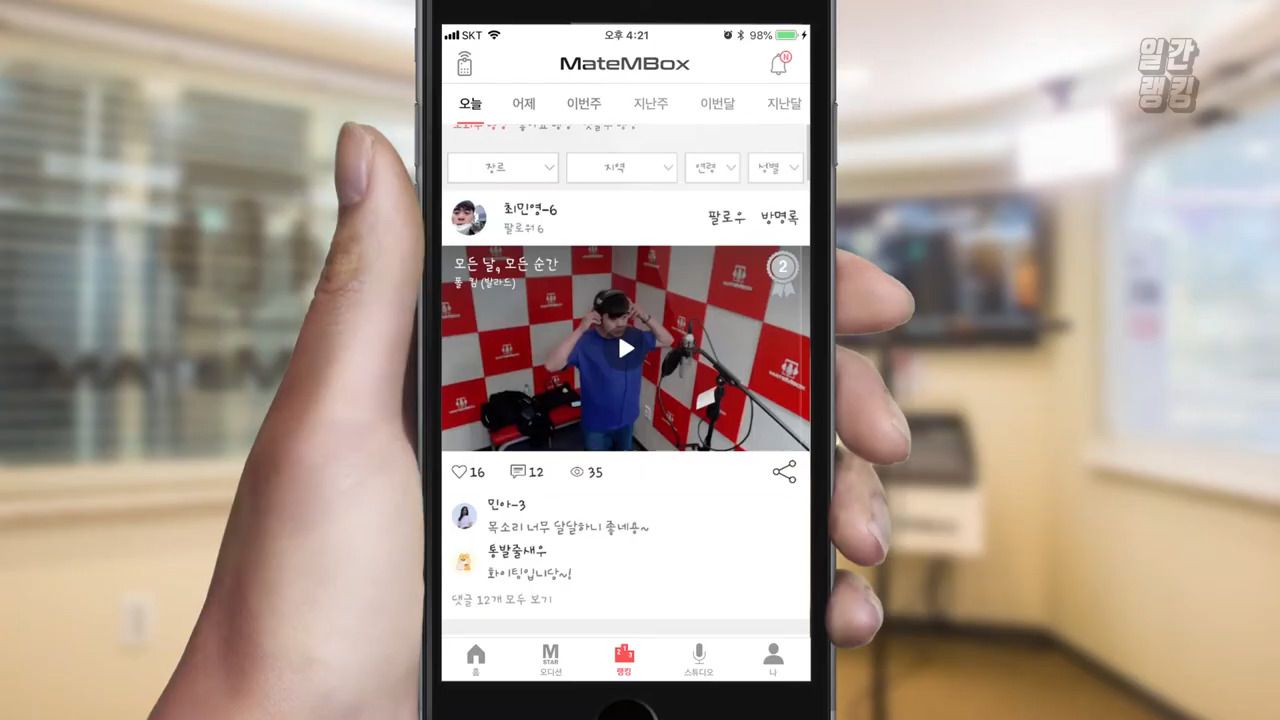 SKT 오후 4:21 98%
MateMBox
N
일간
랭킹
오늘 어제 이번주 지난주 이번달 지난달
장르 지역 연령 성별
최민영-6
팔로워 6
팔로우 방명록
모든 날, 모든 순간
폴 킴 (발라드)
2
16 12 35
민아-3
목소리 너무 달달하니 좋네용~
통발줄새우
화이팅입니당~!
댓글 12개 모두 보기
M
STAR
2 1 3
홈 오디션 랭킹 스튜디오 나